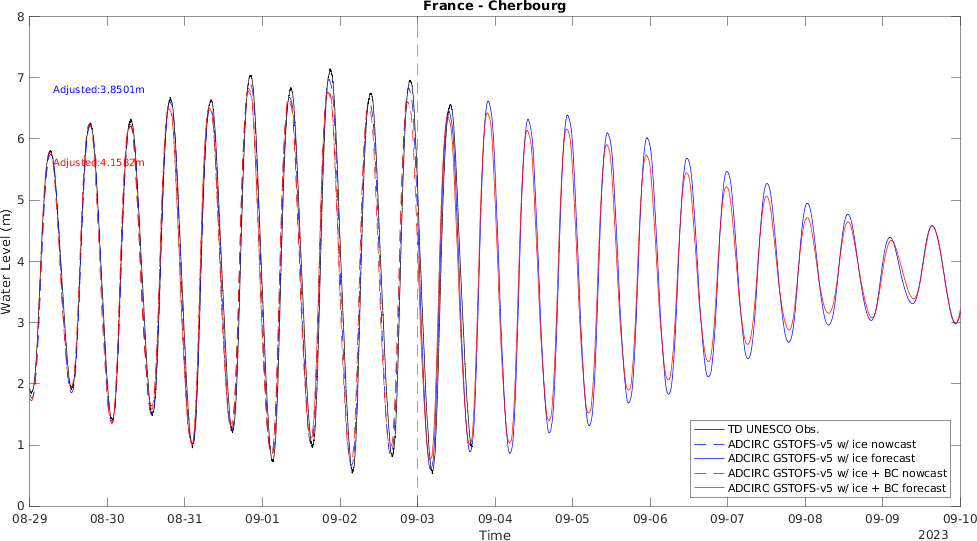 France - Cherbourg
8
7
6
5
4
3
2
1
0
Water Level (m)
Adjusted:3.8501m
Adjusted:4.1582m
TD UNESCO Obs.
ADCIRC GSTOFS-v5 w/ ice nowcast
ADCIRC GSTOFS-v5 w/ ice forecast
ADCIRC GSTOFS-v5 w/ ice + BC nowcast
ADCIRC GSTOFS-v5 w/ ice + BC forecast
08-29 08-30 08-31 09-01 09-02 09-03 09-04 09-05 09-06 09-07 09-08 09-09 09-10
Time
2023